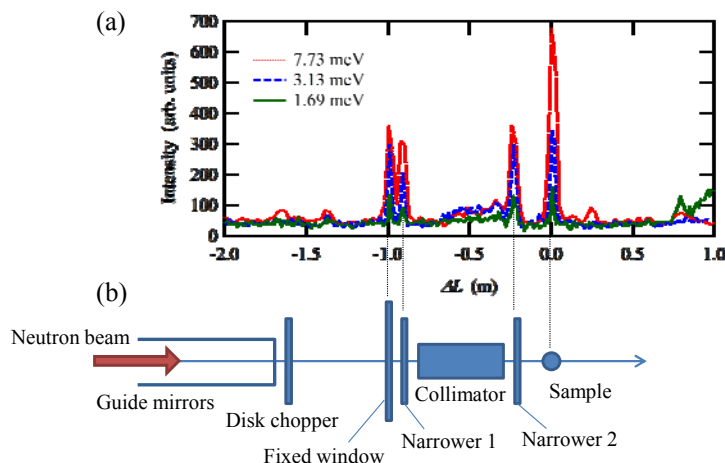 (a)
700
600
500
400
300
200
100
0
Intensity (arb. units)
7.73 meV
3.13 meV
1.69 meV
-2.0 -1.5 -1.0 -0.5 0.0 0.5 1.0
ΔL (m)
(b)
Neutron beam
Guide mirrors
Disk chopper
Fixed window
Narrower 1
Collimator
Narrower 2
Sample